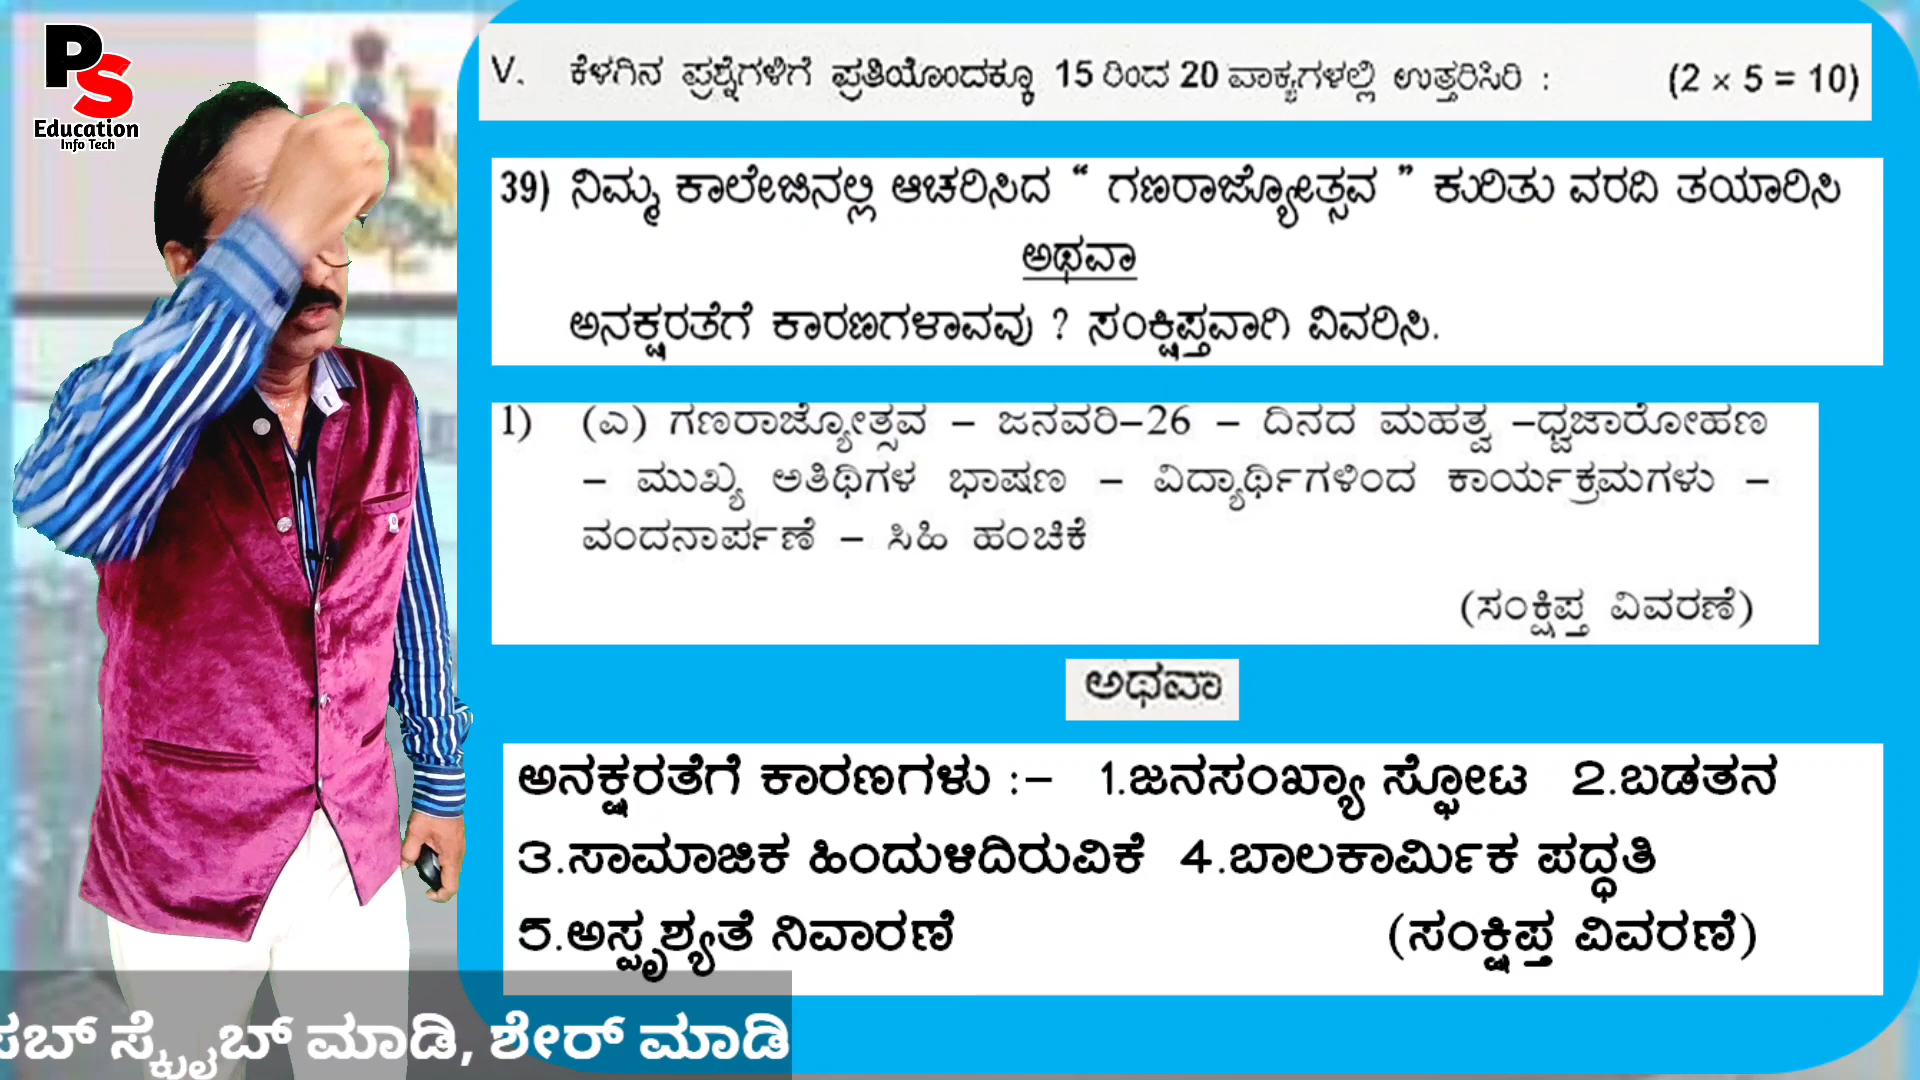 PS
Education
Info Tech
V. ಕೆಳಗಿನ ಪ್ರಶ್ನೆಗಳಿಗೆ ಪ್ರತಿಯೊಂದಕ್ಕೂ 15 ರಿಂದ 20 ವಾಕ್ಯಗಳಲ್ಲಿ ಉತ್ತರಿಸಿರಿ : (2 × 5 = 10)
39) ನಿಮ್ಮ ಕಾಲೇಜಿನಲ್ಲಿ ಆಚರಿಸಿದ “ ಗಣರಾಜ್ಯೋತ್ಸವ ” ಕುರಿತು ವರದಿ ತಯಾರಿಸಿ
ಅಥವಾ
ಅನಕ್ಷರತೆಗೆ ಕಾರಣಗಳಾವವು ? ಸಂಕ್ಷಿಪ್ತವಾಗಿ ವಿವರಿಸಿ.
1) (ಎ) ಗಣರಾಜ್ಯೋತ್ಸವ – ಜನವರಿ–26 – ದಿನದ ಮಹತ್ವ –ಧ್ವಜಾರೋಹಣ
– ಮುಖ್ಯ ಅತಿಥಿಗಳ ಭಾಷಣ – ವಿದ್ಯಾರ್ಥಿಗಳಿಂದ ಕಾರ್ಯಕ್ರಮಗಳು –
ವಂದನಾರ್ಪಣೆ – ಸಿಹಿ ಹಂಚಿಕೆ
(ಸಂಕ್ಷಿಪ್ತ ವಿವರಣೆ)
ಅಥವಾ
ಅನಕ್ಷರತೆಗೆ ಕಾರಣಗಳು :– 1.ಜನಸಂಖ್ಯಾ ಸ್ಫೋಟ 2.ಬಡತನ
3.ಸಾಮಾಜಿಕ ಹಿಂದುಳಿದಿರುವಿಕೆ 4.ಬಾಲಕಾರ್ಮಿಕ ಪದ್ಧತಿ
5.ಅಸ್ಪೃಶ್ಯತೆ ನಿವಾರಣೆ (ಸಂಕ್ಷಿಪ್ತ ವಿವರಣೆ)
ಸಬ್ ಸ್ಕ್ರೈಬ್ ಮಾಡಿ, ಶೇರ್ ಮಾಡಿ